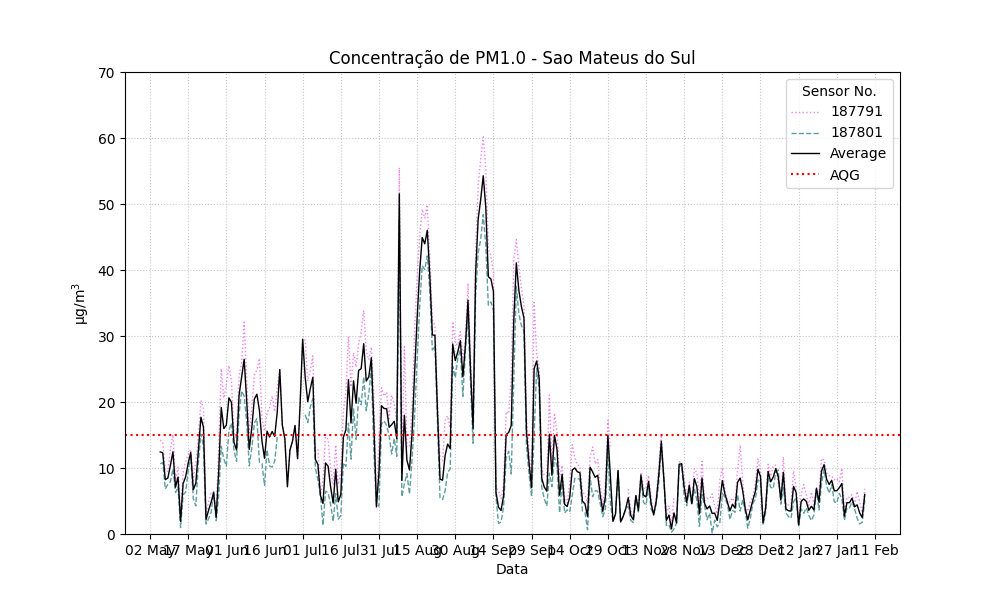 Concentração de PM1.0 - Sao Mateus do Sul
70
60
50
40
30
20
10
0
µg/m³
Sensor No.
187791
187801
Average
AQG
02 May 17 May 01 Jun 16 Jun 01 Jul 16 Jul 31 Jul 15 Aug 30 Aug 14 Sep 29 Sep 14 Oct 29 Oct 13 Nov 28 Nov 13 Dec 28 Dec 12 Jan 27 Jan 11 Feb
Data